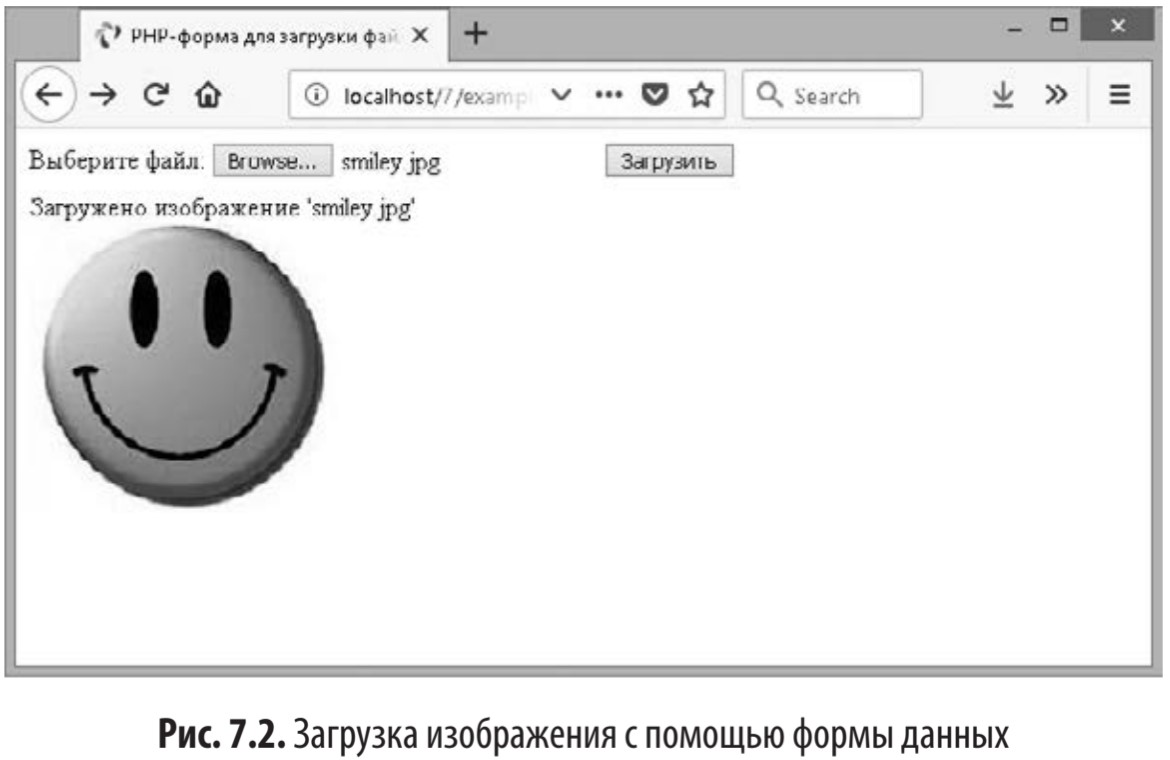 PHP-форма для загрузки фай
localhost/7/exampl
Search
Выберите файл: Browse... smiley.jpg Загрузить
Загружено изображение 'smiley.jpg'
Рис. 7.2. Загрузка изображения с помощью формы данных